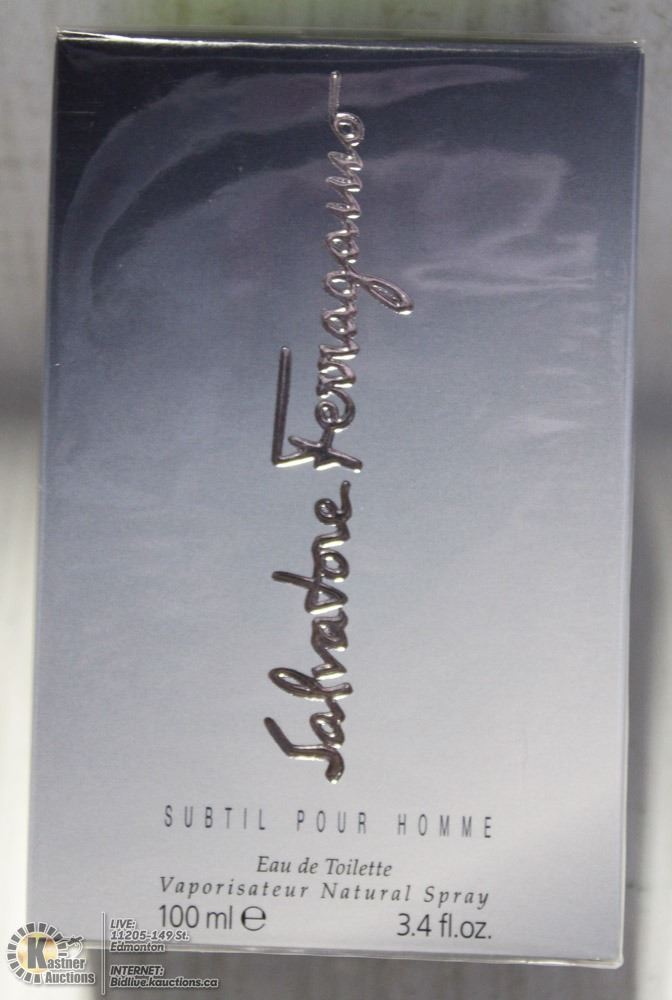 Salvatore Ferragamo
SUBTIL POUR HOMME
Eau de Toilette
Vaporisateur Natural Spray
100 ml ℮ 3.4 fl.oz.
Kastner
Auctions
LIVE:
11205-149 St.
Edmonton
INTERNET:
Bidlive.kauctions.ca